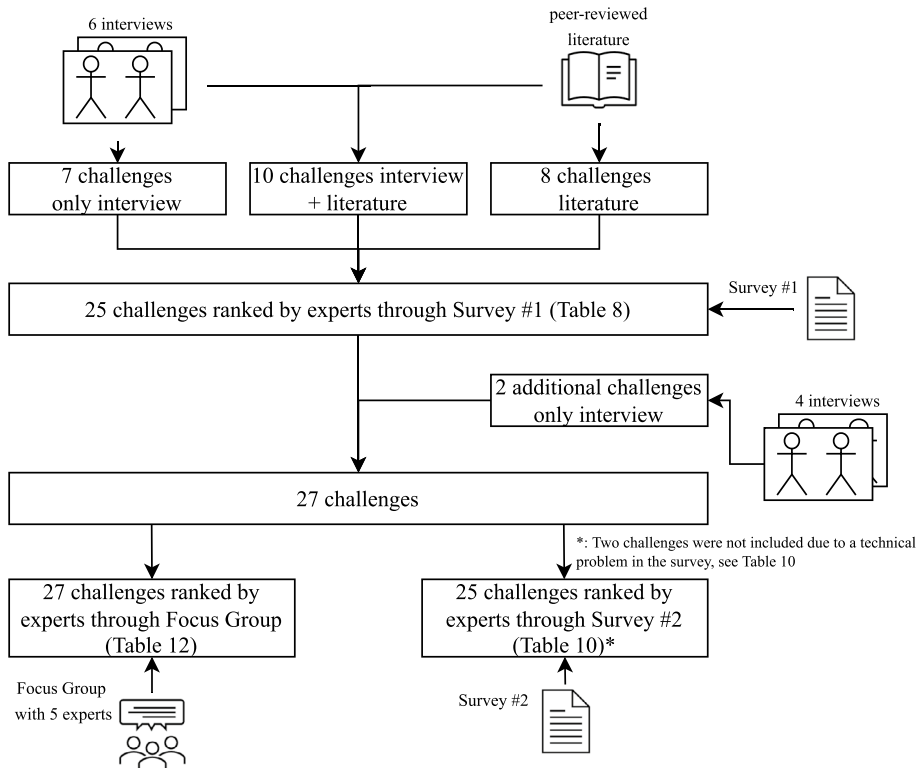 6 interviews
peer-reviewed
literature
7 challenges
only interview
10 challenges interview
+ literature
8 challenges
literature
25 challenges ranked by experts through Survey #1 (Table 8)
Survey #1
2 additional challenges
only interview
4 interviews
27 challenges
*: Two challenges were not included due to a technical
problem in the survey, see Table 10
27 challenges ranked by
experts through Focus Group
(Table 12)
25 challenges ranked by
experts through Survey #2
(Table 10)*
Focus Group
with 5 experts
Survey #2